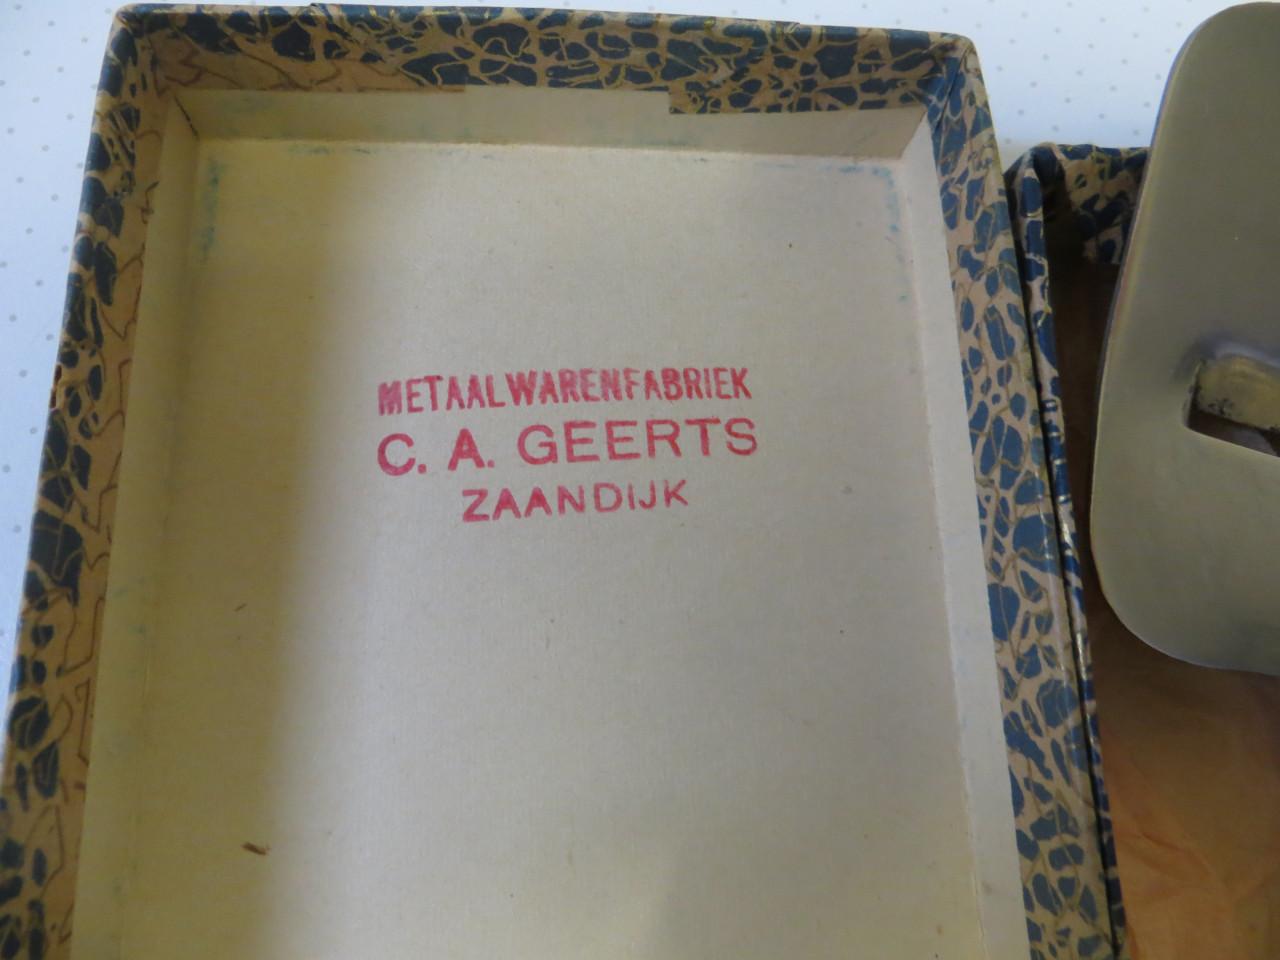 METAALWARENFABRIEK
C. A. GEERTS
ZAANDIJK